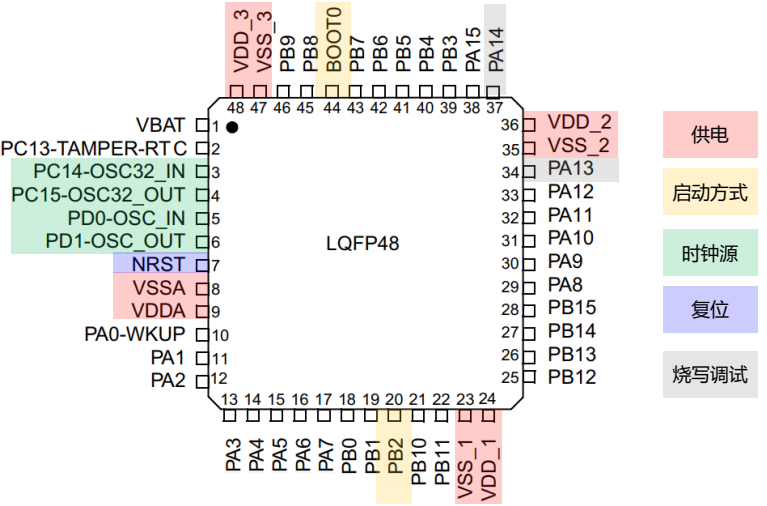 VDD_3
VSS_3
PB9
PB8
BOOT0
PB7
PB6
PB5
PB4
PB3
PA15
PA14
48 47 46 45 44 43 42 41 40 39 38 37
VBAT 1
PC13-TAMPER-RTC 2
PC14-OSC32_IN 3
PC15-OSC32_OUT 4
PD0-OSC_IN 5
PD1-OSC_OUT 6
NRST 7
VSSA 8
VDDA 9
PA0-WKUP 10
PA1 11
PA2 12
LQFP48
36 VDD_2
35 VSS_2
34 PA13
33 PA12
32 PA11
31 PA10
30 PA9
29 PA8
28 PB15
27 PB14
26 PB13
25 PB12
13 14 15 16 17 18 19 20 21 22 23 24
PA3
PA4
PA5
PA6
PA7
PB0
PB1
PB2
PB10
PB11
VSS_1
VDD_1
供电
启动方式
时钟源
复位
烧写调试